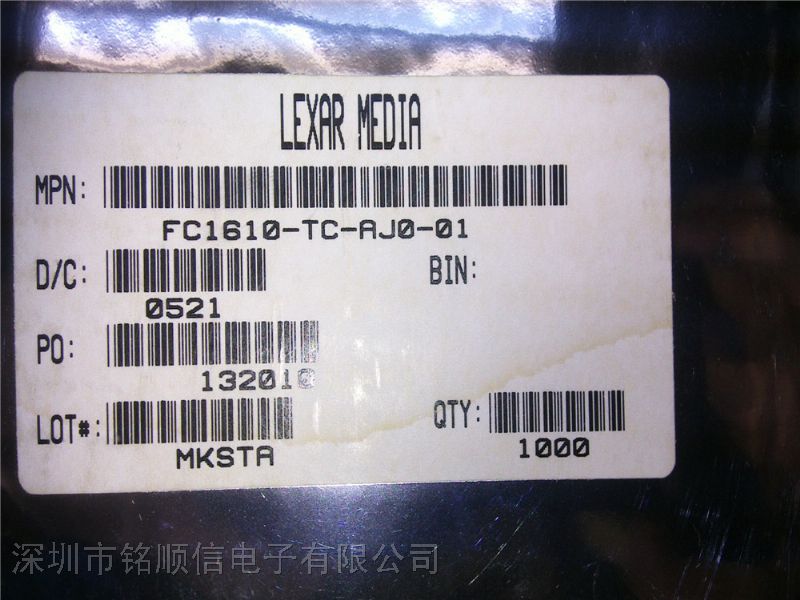 LEXAR MEDIA
MPN:
FC1610-TC-AJ0-01
D/C: BIN:
0521
PO:
132010
LOT#: QTY:
MKSTA 1000
深圳市铭顺信电子有限公司